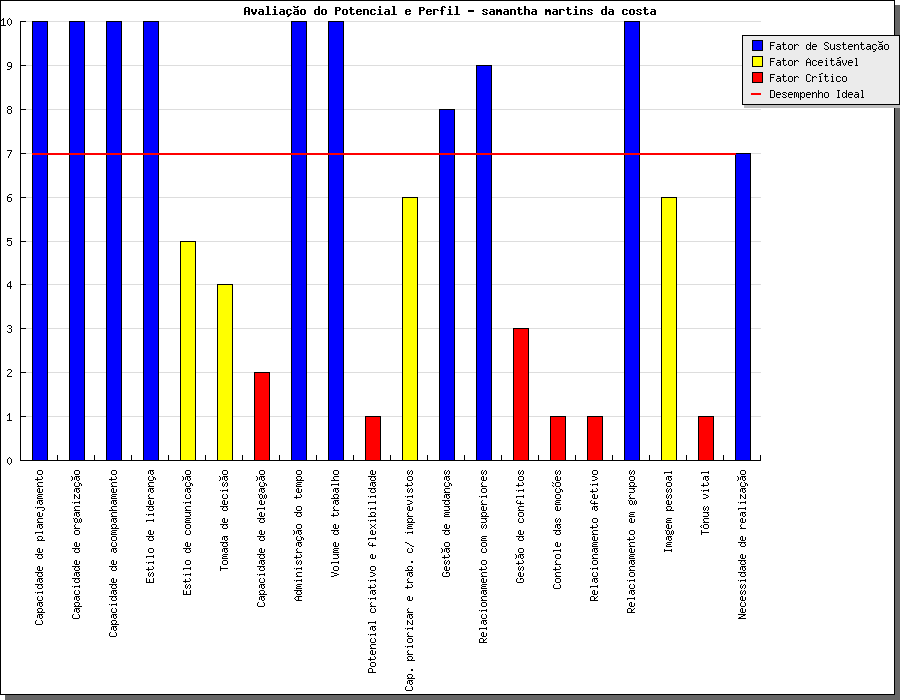 Avaliação do Potencial e Perfil - samantha martins da costa
Fator de Sustentação
Fator Aceitável
Fator Crítico
Desempenho Ideal
10
9
8
7
6
5
4
3
2
1
0
Capacidade de planejamento
Capacidade de organização
Capacidade de acompanhamento
Estilo de liderança
Estilo de comunicação
Tomada de decisão
Capacidade de delegação
Administração do tempo
Volume de trabalho
Potencial criativo e flexibilidade
Cap. priorizar e trab. c/ imprevistos
Gestão de mudanças
Relacionamento com superiores
Gestão de conflitos
Controle das emoções
Relacionamento afetivo
Relacionamento em grupos
Imagem pessoal
Tônus vital
Necessidade de realização